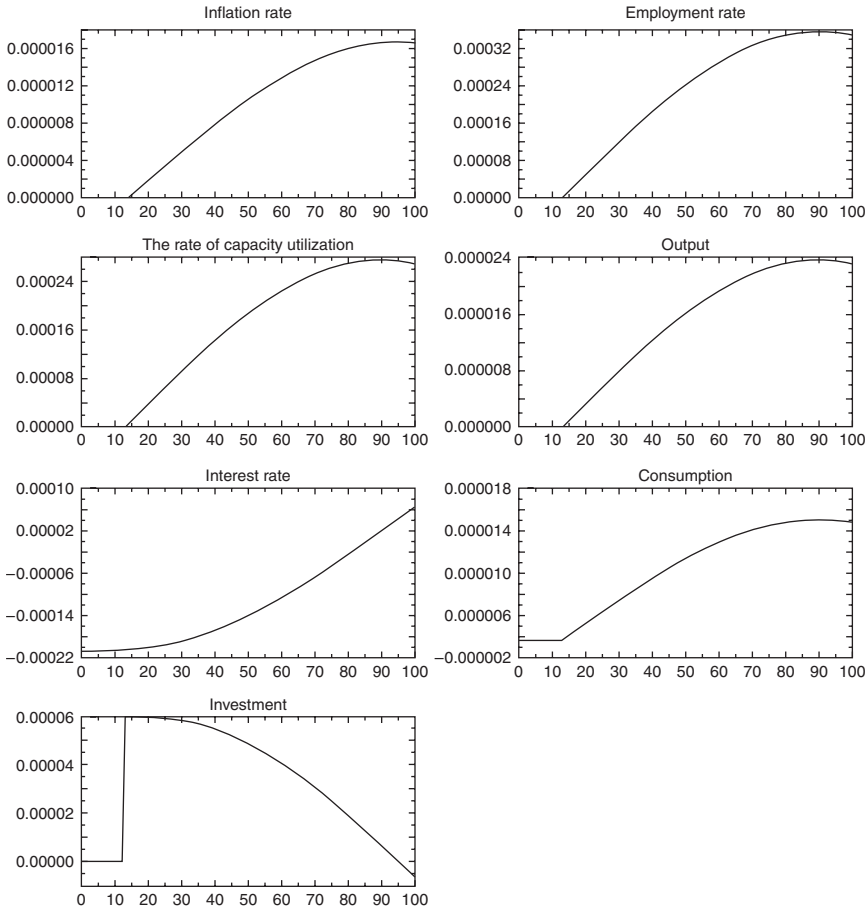 Inflation rate
0.000016
0.000012
0.000008
0.000004
0.000000
0 10 20 30 40 50 60 70 80 90 100
Employment rate
0.00032
0.00024
0.00016
0.00008
0.00000
0 10 20 30 40 50 60 70 80 90 100
The rate of capacity utilization
0.00024
0.00016
0.00008
0.00000
0 10 20 30 40 50 60 70 80 90 100
Output
0.000024
0.000016
0.000008
0.000000
0 10 20 30 40 50 60 70 80 90 100
Interest rate
0.00010
0.00002
−0.00006
−0.00014
−0.00022
0 10 20 30 40 50 60 70 80 90 100
Consumption
0.000018
0.000014
0.000010
0.000006
−0.000002
0 10 20 30 40 50 60 70 80 90 100
Investment
0.00006
0.00004
0.00002
0.00000
0 10 20 30 40 50 60 70 80 90 100